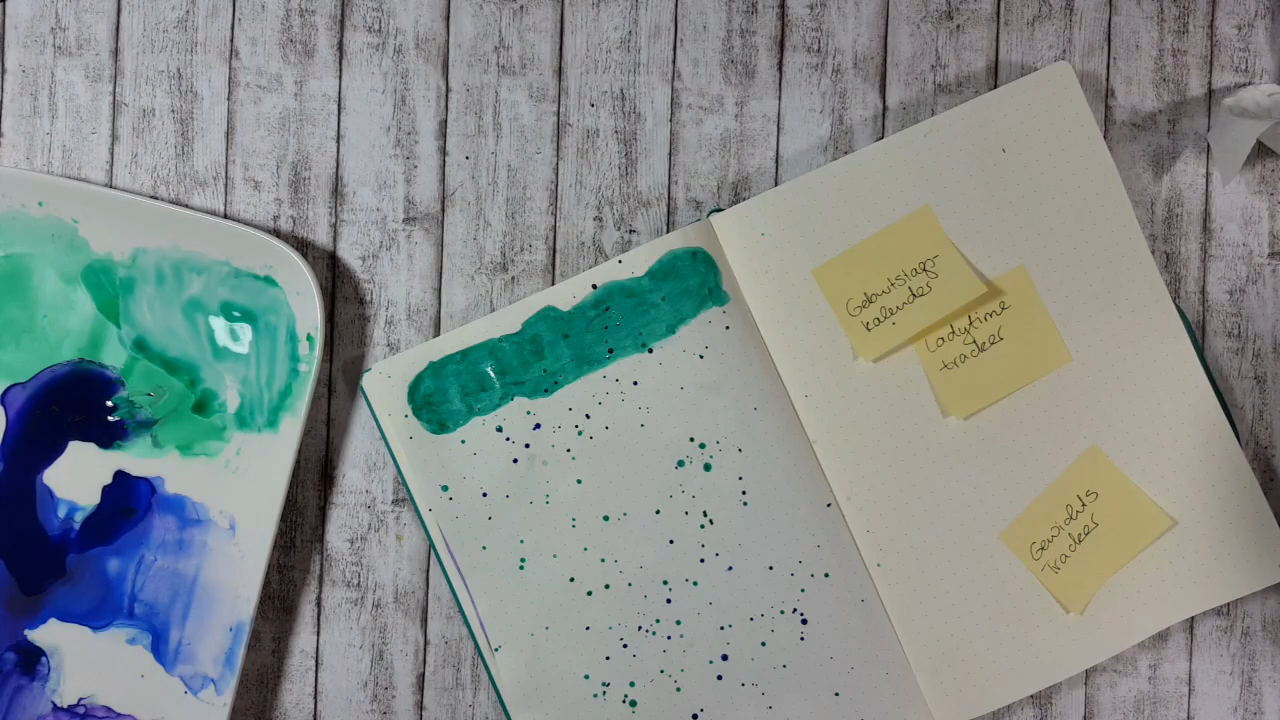 Geburtstags-
kalender
Ladytime
tracker
Gewichts
Tracker